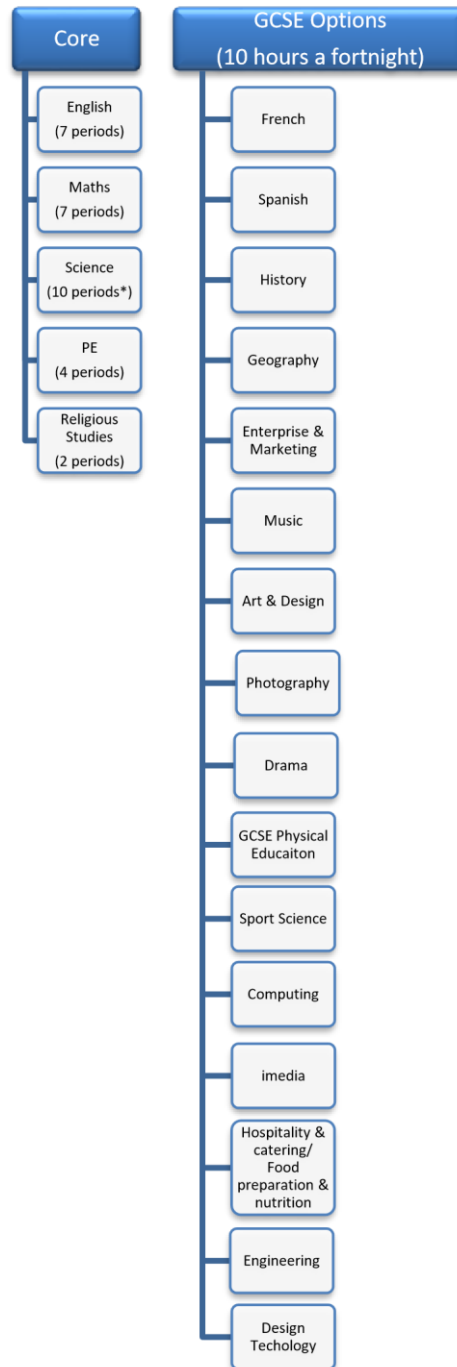 Core
English
(7 periods)
Maths
(7 periods)
Science
(10 periods*)
PE
(4 periods)
Religious
Studies
(2 periods)
GCSE Options
(10 hours a fortnight)
French
Spanish
History
Geography
Enterprise &
Marketing
Music
Art & Design
Photography
Drama
GCSE Physical
Educaiton
Sport Science
Computing
imedia
Hospitality &
catering/
Food
preparation &
nutrition
Engineering
Design
Techology